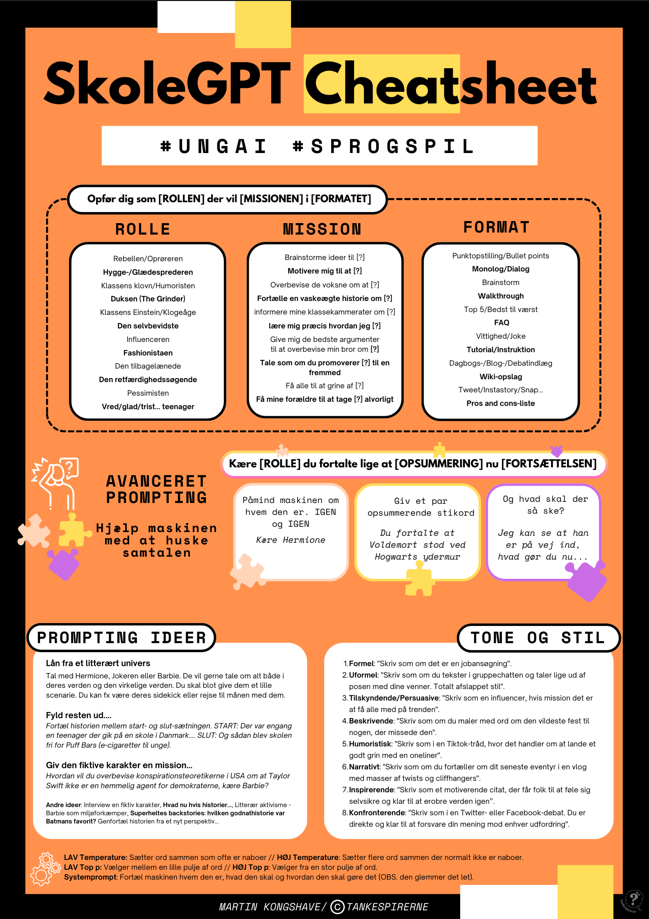 SkoleGPT Cheatsheet
#UNGAI #SPROGSPIL
Opfør dig som [ROLLEN] der vil [MISSIONEN] i [FORMATET]
ROLLE
Rebellen/Oprøreren
Hygge-/Glædesprederen
Klassens klovn/Humoristen
Duksen (The Grinder)
Klassens Einstein/Klogeåge
Den selvbevidste
Influenceren
Fashionistaen
Den tilbagelænede
Den retfærdighedssøgende
Pessimisten
Vred/glad/trist... teenager
MISSION
Brainstorme ideer til [?]
Motivere mig til at [?]
Overbevise de voksne om at [?]
Fortælle en vaskeægte historie om [?]
informere mine klassekammerater om [?]
lære mig præcis hvordan jeg [?]
Give mig de bedste argumenter
til at overbevise min bror om [?]
Tale som om du promoverer [?] til en
fremmed
Få alle til at grine af [?]
Få mine forældre til at tage [?] alvorligt
FORMAT
Punktopstilling/Bullet points
Monolog/Dialog
Brainstorm
Walkthrough
Top 5/Bedst til værst
FAQ
Vittighed/Joke
Tutorial/Instruktion
Dagbogs-/Blog-/Debatindlæg
Wiki-opslag
Tweet/Instastory/Snap...
Pros and cons-liste
AVANCERET
PROMPTING
Hjælp maskinen
med at huske
samtalen
Kære [ROLLE] du fortalte lige at [OPSUMMERING] nu [FORTSÆTTELSEN]
Påmind maskinen om
hvem den er. IGEN
og IGEN
Kære Hermione
Giv et par
opsummerende stikord
Du fortalte at
Voldemort stod ved
Hogwarts ydermur
Og hvad skal der
så ske?
Jeg kan se at han
er på vej ind,
hvad gør du nu...
PROMPTING IDEER
Lån fra et litterært univers
Tal med Hermione, Jokeren eller Barbie. De vil gerne tale om alt både i
deres verden og den virkelige verden. Du skal blot give dem et lille
scenarie. Du kan fx være deres sidekick eller rejse til månen med dem.
Fyld resten ud....
Fortæl historien mellem start- og slut-sætningen. START: Der var engang
en teenager der gik på en skole i Danmark... SLUT: Og sådan blev skolen
fri for Puff Bars (e-cigaretter til unge).
Giv den fiktive karakter en mission...
Hvordan vil du overbevise konspirationsteoretikerne i USA om at Taylor
Swift ikke er en hemmelig agent for demokraterne, kære Barbie?
Andre ideer: Interview en fiktiv karakter, Hvad nu hvis historier..., Litterær aktivisme -
Barbie som miljøforkæmper, Superheltes backstories: hvilken godnathistorie var
Batmans favorit? Genfortæl historien fra et nyt perspektiv...
TONE OG STIL
1. Formel: "Skriv som om det er en jobansøgning".
2. Uformel: "Skriv som om du tekster i gruppechatten og taler lige ud af
posen med dine venner. Totalt afslappet stil".
3. Tilskyndende/Persuasive: "Skriv som en influencer, hvis mission det er
at få alle med på trenden".
4. Beskrivende: "Skriv som om du maler med ord om den vildeste fest til
nogen, der missede den".
5. Humoristisk: "Skriv som i en Tiktok-tråd, hvor det handler om at lande et
godt grin med en oneliner".
6. Narrativt: "Skriv som om du fortæller om dit seneste eventyr i en vlog
med masser af twists og cliffhangers".
7. Inspirerende: "Skriv som et motiverende citat, der får folk til at føle sig
selvsikre og klar til at erobre verden igen".
8. Konfronterende: "Skriv som i en Twitter- eller Facebook-debat. Du er
direkte og klar til at forsvare din mening mod enhver udfordring".
LAV Temperature: Sætter ord sammen som ofte er naboer // HØJ Temperature: Sætter flere ord sammen der normalt ikke er naboer.
LAV Top p: Vælger mellem en lille pulje af ord // HØJ Top p: Vælger fra en stor pulje af ord.
Systemprompt: Fortæl maskinen hvem den er, hvad den skal og hvordan den skal gøre det (OBS. den glemmer det let).
MARTIN KONGSHAVE/©TANKESPIRERNE